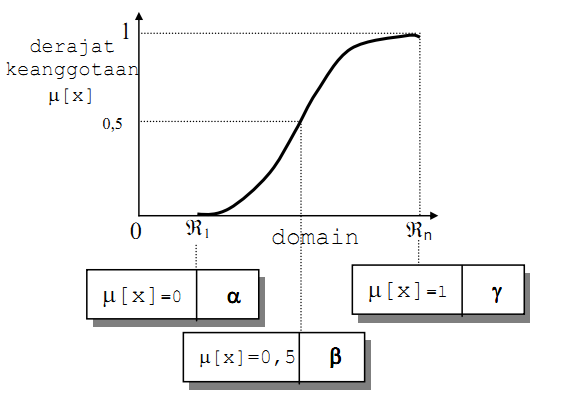 1
derajat
keanggotaan
μ[x]
0,5
0
ℜ1
domain
ℜn
μ[x]=0
α
μ[x]=1
γ
μ[x]=0,5
β